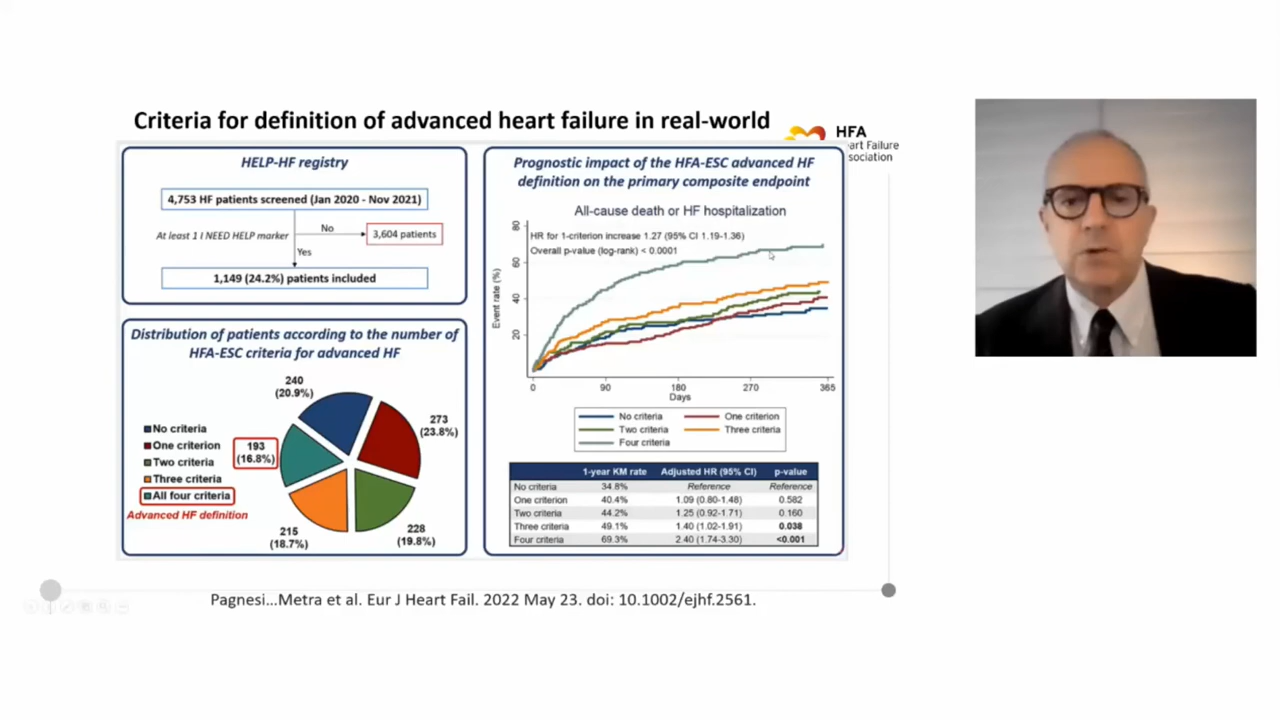 Criteria for definition of advanced heart failure in real-world
HFA
art Failure
ssociation
HELP-HF registry
4,753 HF patients screened (Jan 2020 - Nov 2021)
At least 1 I NEED HELP marker
No
3,604 patients
Yes
1,149 (24.2%) patients included
Distribution of patients according to the number of
HFA-ESC criteria for advanced HF
No criteria
One criterion
Two criteria
Three criteria
All four criteria
Advanced HF definition
240
(20.9%)
273
(23.8%)
193
(16.8%)
215
(18.7%)
228
(19.8%)
Prognostic impact of the HFA-ESC advanced HF
definition on the primary composite endpoint
All-cause death or HF hospitalization
HR for 1-criterion increase 1.27 (95% CI 1.19-1.36)
Overall p-value (log-rank) < 0.0001
Event rate (%)
80
60
40
20
0 90 180 270 365
Days
No criteria One criterion
Two criteria Three criteria
Four criteria
1-year KM rate Adjusted HR (95% CI) p-value
No criteria 34.8% Reference Reference
One criterion 40.4% 1.09 (0.80-1.48) 0.582
Two criteria 44.2% 1.25 (0.92-1.71) 0.160
Three criteria 49.1% 1.40 (1.02-1.91) 0.038
Four criteria 69.3% 2.40 (1.74-3.30) <0.001
Pagnesi...Metra et al. Eur J Heart Fail. 2022 May 23. doi: 10.1002/ejhf.2561.